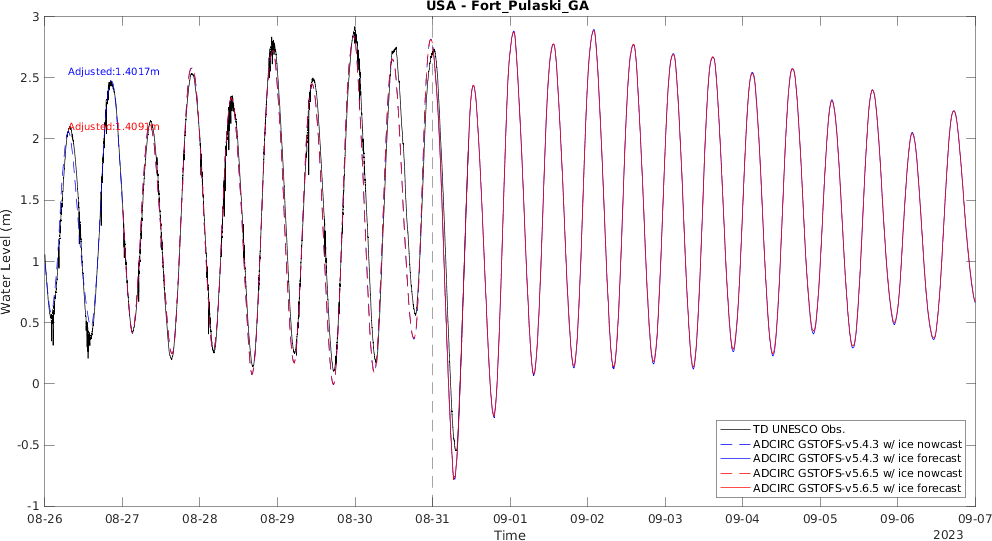 USA - Fort_Pulaski_GA
3
2.5
2
1.5
1
0.5
0
-0.5
-1
Water Level (m)
Adjusted:1.4017m
Adjusted:1.4091m
TD UNESCO Obs.
ADCIRC GSTOFS-v5.4.3 w/ ice nowcast
ADCIRC GSTOFS-v5.4.3 w/ ice forecast
ADCIRC GSTOFS-v5.6.5 w/ ice nowcast
ADCIRC GSTOFS-v5.6.5 w/ ice forecast
08-26 08-27 08-28 08-29 08-30 08-31 09-01 09-02 09-03 09-04 09-05 09-06 09-07
Time
2023